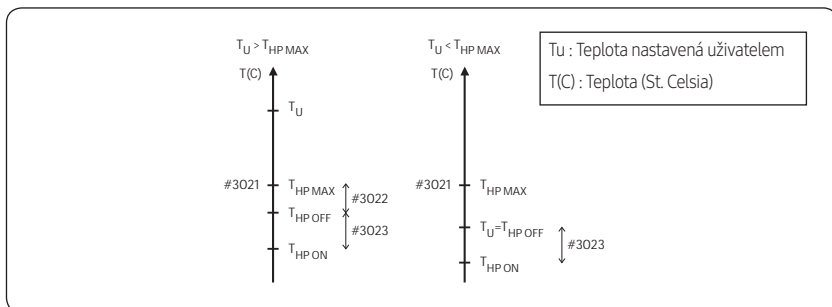 T_U > T_HP MAX
T(C)
T_U
#3021
T_HP MAX
#3022
T_HP OFF
#3023
T_HP ON
T_U < T_HP MAX
T(C)
#3021
T_HP MAX
T_U=T_HP OFF
#3023
T_HP ON
Tu : Teplota nastavená uživatelem
T(C) : Teplota (St. Celsia)